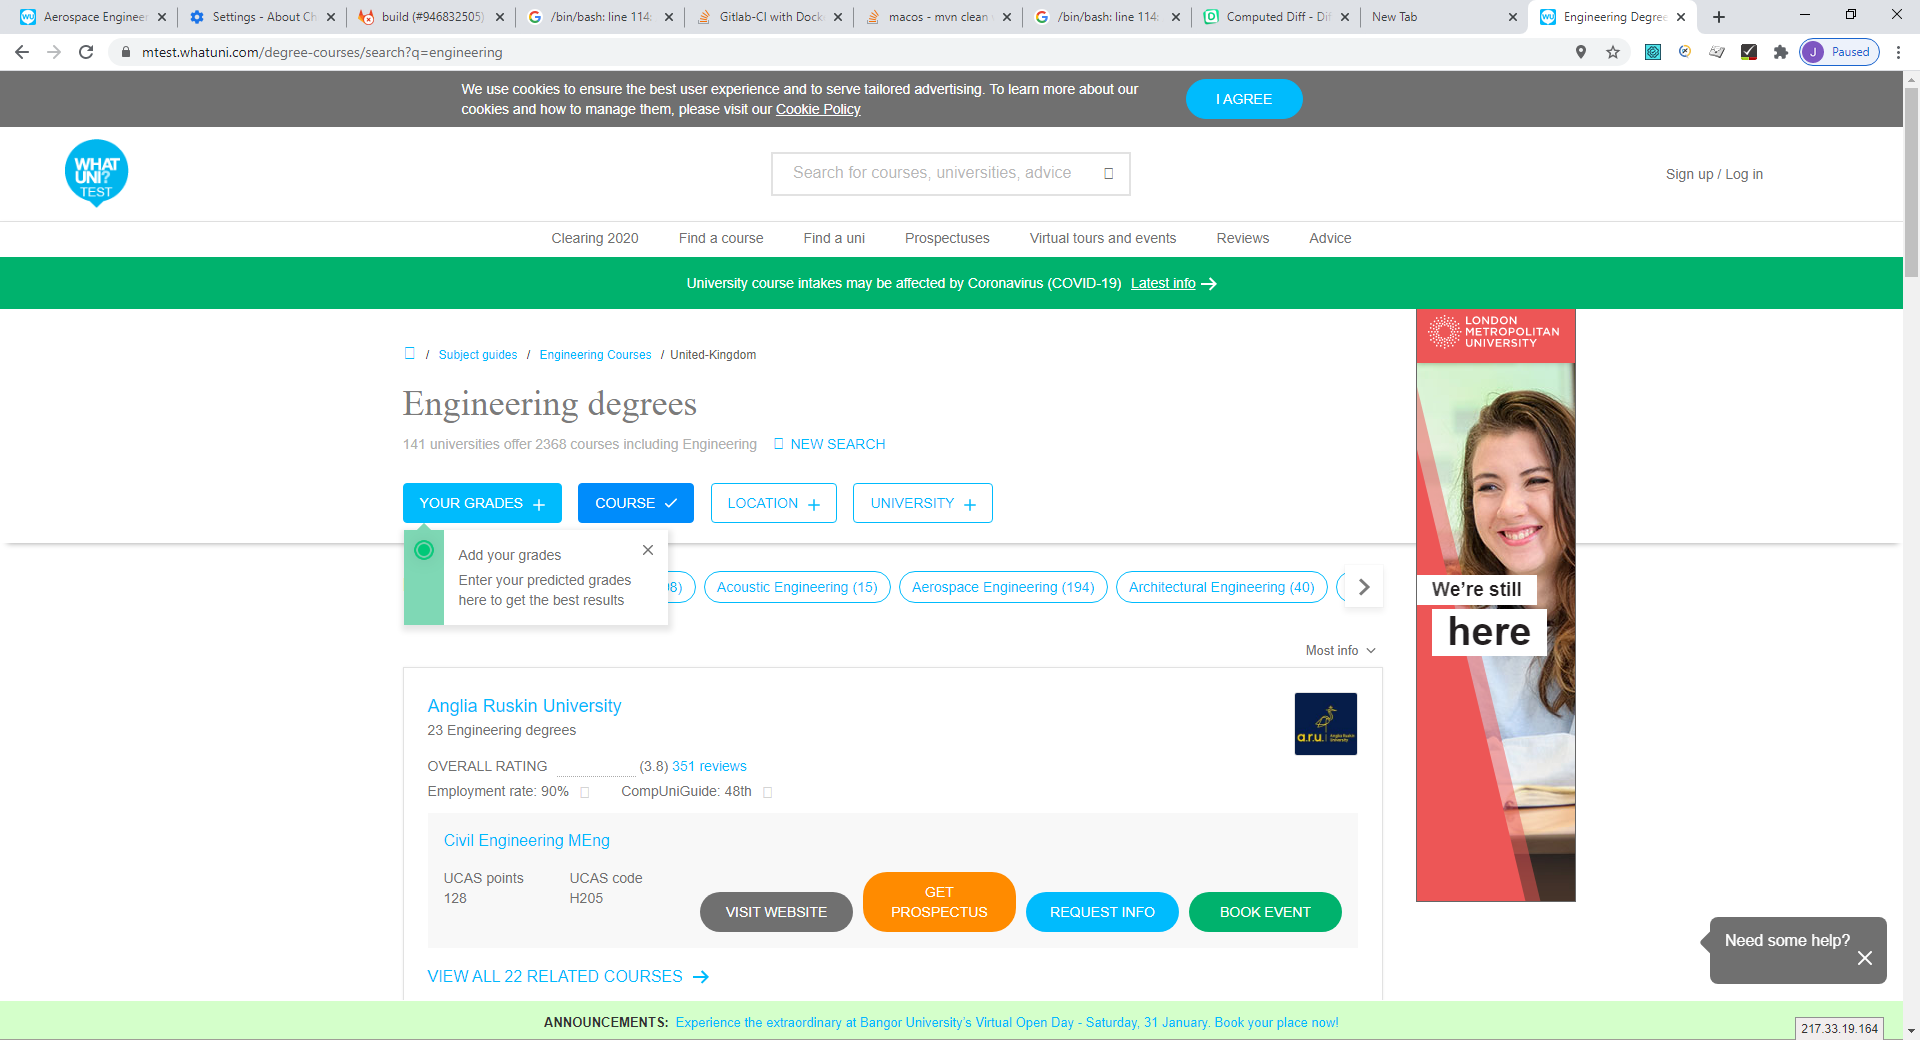 Aerospace Engineer
Settings - About Ch
build (#946832505)
/bin/bash: line 114:
Gitlab-CI with Dock
macos - mvn clean
/bin/bash: line 114:
Computed Diff - Di
New Tab
Engineering Degree
mtest.whatuni.com/degree-courses/search?q=engineering
J Paused
We use cookies to ensure the best user experience and to serve tailored advertising. To learn more about our
cookies and how to manage them, please visit our Cookie Policy
I AGREE
WHAT
UNI?
TEST
Search for courses, universities, advice
Sign up / Log in
Clearing 2020 Find a course Find a uni Prospectuses Virtual tours and events Reviews Advice
University course intakes may be affected by Coronavirus (COVID-19) Latest info
/ Subject guides / Engineering Courses / United-Kingdom
Engineering degrees
141 universities offer 2368 courses including Engineering NEW SEARCH
YOUR GRADES COURSE LOCATION UNIVERSITY
Add your grades
Enter your predicted grades
here to get the best results
Acoustic Engineering (15) Aerospace Engineering (194) Architectural Engineering (40)
Most info
Anglia Ruskin University
23 Engineering degrees
OVERALL RATING (3.8) 351 reviews
Employment rate: 90% CompUniGuide: 48th
a.r.u. Anglia Ruskin
University
Civil Engineering MEng
UCAS points UCAS code
128 H205
VISIT WEBSITE
GET
PROSPECTUS
REQUEST INFO
BOOK EVENT
VIEW ALL 22 RELATED COURSES
LONDON
METROPOLITAN
UNIVERSITY
We're still
here
Need some help?
ANNOUNCEMENTS: Experience the extraordinary at Bangor University's Virtual Open Day - Saturday, 31 January. Book your place now!
217.33.19.164